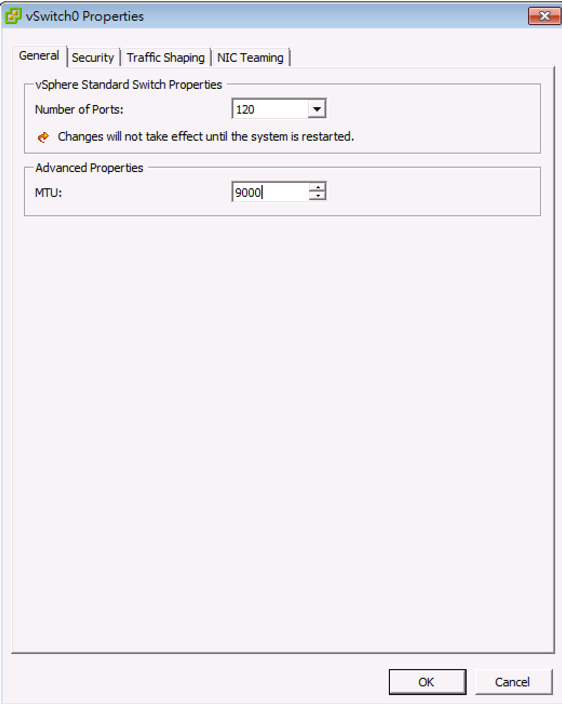 vSwitch0 Properties
General Security Traffic Shaping NIC Teaming
vSphere Standard Switch Properties
Number of Ports: 120
Changes will not take effect until the system is restarted.
Advanced Properties
MTU: 9000
OK Cancel